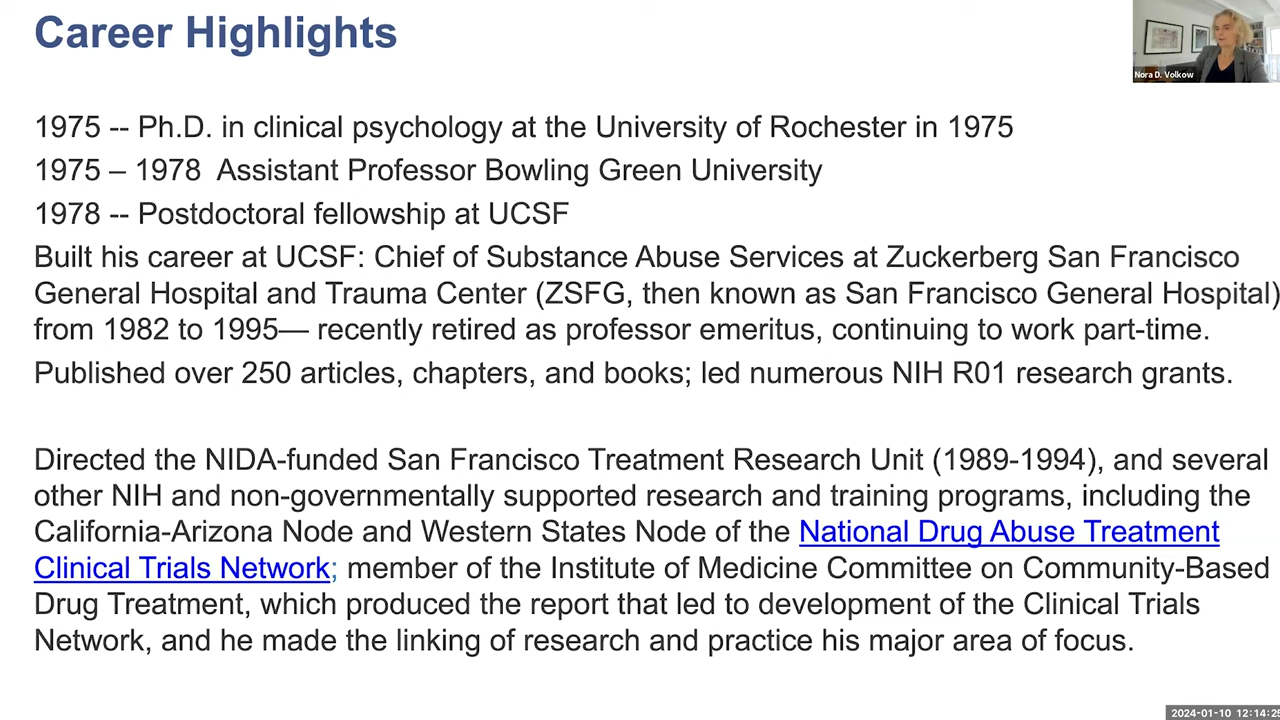 Career Highlights
Nora D. Volkow
1975 -- Ph.D. in clinical psychology at the University of Rochester in 1975
1975 – 1978  Assistant Professor Bowling Green University
1978 -- Postdoctoral fellowship at UCSF
Built his career at UCSF: Chief of Substance Abuse Services at Zuckerberg San Francisco
General Hospital and Trauma Center (ZSFG, then known as San Francisco General Hospital)
from 1982 to 1995— recently retired as professor emeritus, continuing to work part-time.
Published over 250 articles, chapters, and books; led numerous NIH R01 research grants.
Directed the NIDA-funded San Francisco Treatment Research Unit (1989-1994), and several
other NIH and non-governmentally supported research and training programs, including the
California-Arizona Node and Western States Node of the National Drug Abuse Treatment
Clinical Trials Network; member of the Institute of Medicine Committee on Community-Based
Drug Treatment, which produced the report that led to development of the Clinical Trials
Network, and he made the linking of research and practice his major area of focus.
2024-01-10 12:14:25